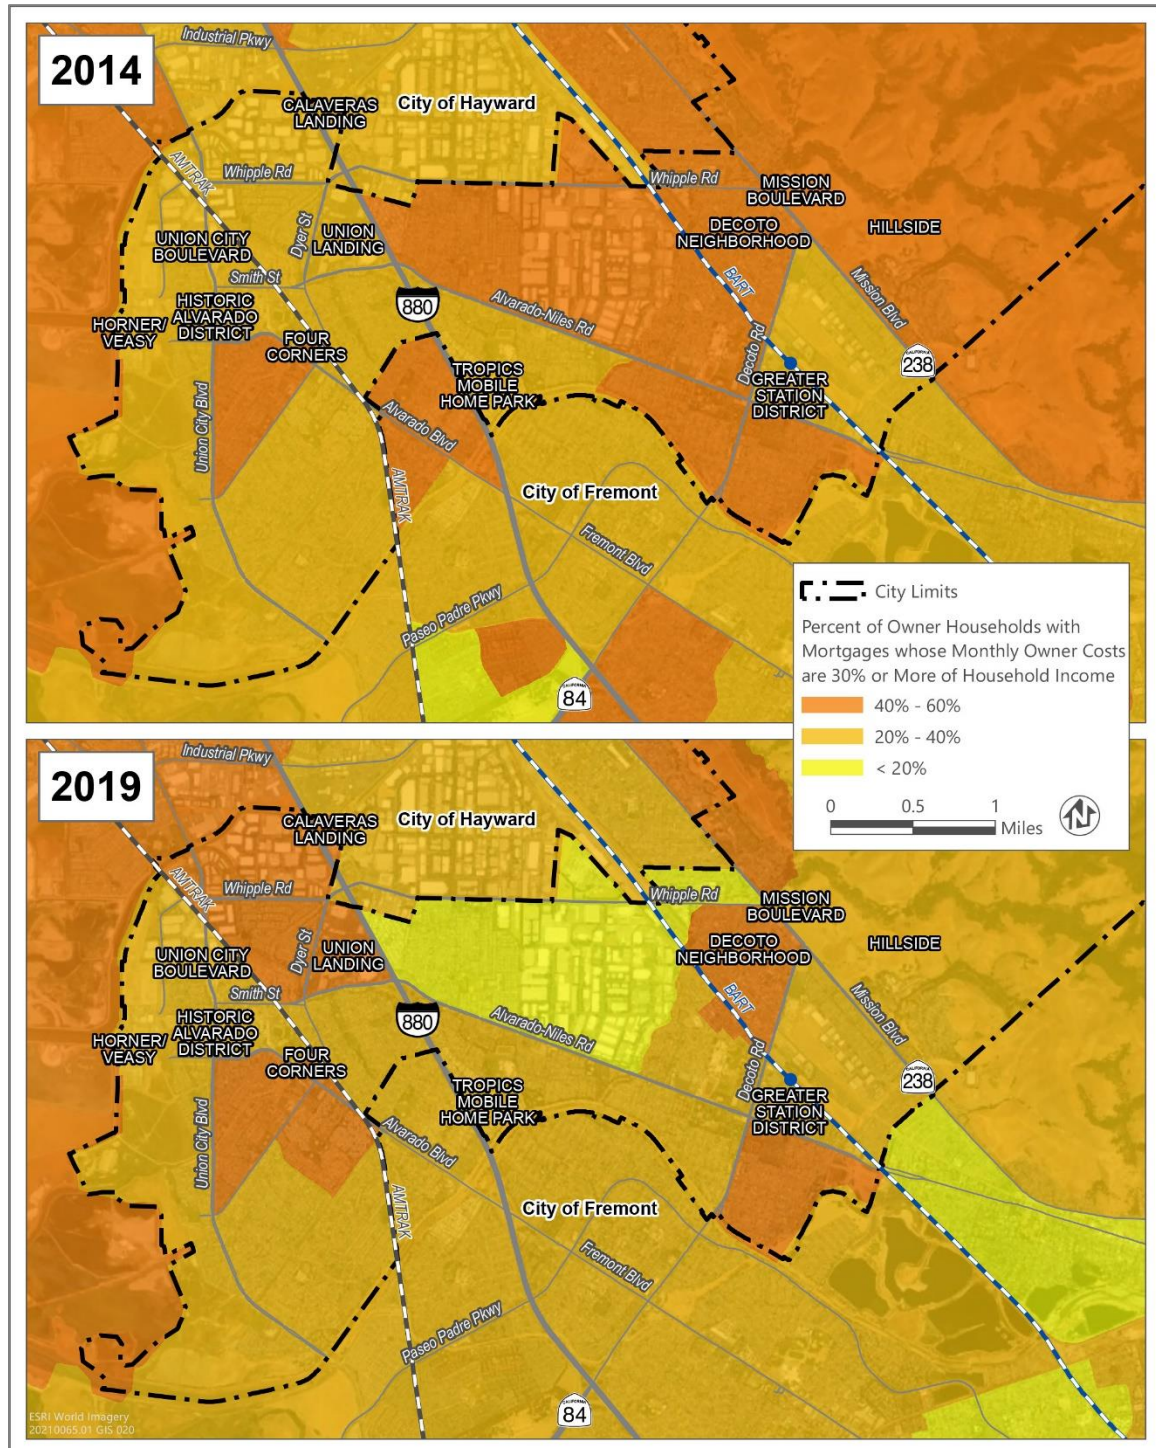 2014
Industrial Pkwy
CALAVERAS
LANDING
City of Hayward
AMTRAK
Whipple Rd
Whipple Rd
MISSION
BOULEVARD
Dyer St
UNION CITY
BOULEVARD
UNION
LANDING
DECOTO
NEIGHBORHOOD
HILLSIDE
Smith St
BART
Mission Blvd
HISTORIC
ALVARADO
DISTRICT
HORNER/
VEASY
FOUR
CORNERS
880
Alvarado-Niles Rd
Decoto Rd
CALIFORNIA
238
TROPICS
MOBILE
HOME PARK
GREATER
STATION
DISTRICT
Union City Blvd
Alvarado Blvd
AMTRAK
City of Fremont
Fremont Blvd
Paseo Padre Pkwy
CALIFORNIA
84
City Limits
Percent of Owner Households with
Mortgages whose Monthly Owner Costs
are 30% or More of Household Income
40% - 60%
20% - 40%
< 20%
0 0.5 1
Miles
N
2019
Industrial Pkwy
CALAVERAS
LANDING
City of Hayward
AMTRAK
Whipple Rd
Whipple Rd
MISSION
BOULEVARD
Dyer St
UNION CITY
BOULEVARD
UNION
LANDING
DECOTO
NEIGHBORHOOD
HILLSIDE
Smith St
BART
Mission Blvd
HISTORIC
ALVARADO
DISTRICT
HORNER/
VEASY
FOUR
CORNERS
880
Alvarado-Niles Rd
Decoto Rd
CALIFORNIA
238
TROPICS
MOBILE
HOME PARK
GREATER
STATION
DISTRICT
Union City Blvd
Alvarado Blvd
AMTRAK
City of Fremont
Fremont Blvd
Paseo Padre Pkwy
CALIFORNIA
84
ESRI World Imagery
20210065.01 GIS 020